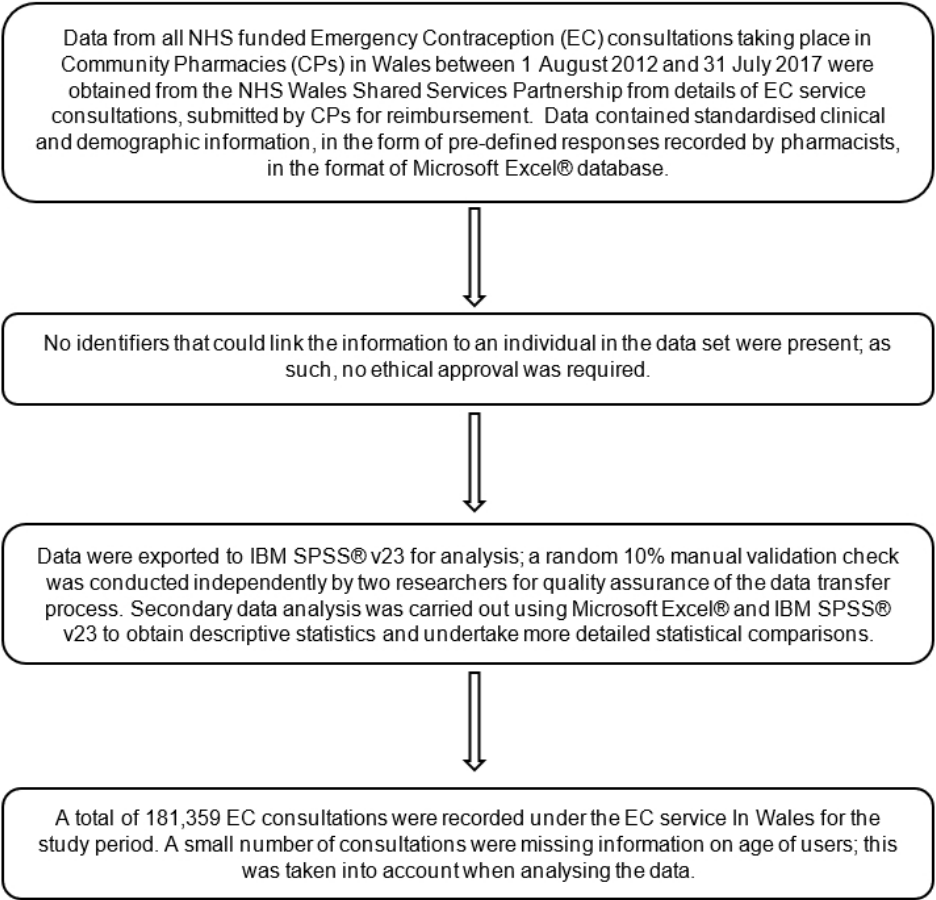 Data from all NHS funded Emergency Contraception (EC) consultations taking place in
Community Pharmacies (CPs) in Wales between 1 August 2012 and 31 July 2017 were
obtained from the NHS Wales Shared Services Partnership from details of EC service
consultations, submitted by CPs for reimbursement. Data contained standardised clinical
and demographic information, in the form of pre-defined responses recorded by pharmacists,
in the format of Microsoft Excel® database.
No identifiers that could link the information to an individual in the data set were present; as
such, no ethical approval was required.
Data were exported to IBM SPSS® v23 for analysis; a random 10% manual validation check
was conducted independently by two researchers for quality assurance of the data transfer
process. Secondary data analysis was carried out using Microsoft Excel® and IBM SPSS®
v23 to obtain descriptive statistics and undertake more detailed statistical comparisons.
A total of 181,359 EC consultations were recorded under the EC service In Wales for the
study period. A small number of consultations were missing information on age of users; this
was taken into account when analysing the data.